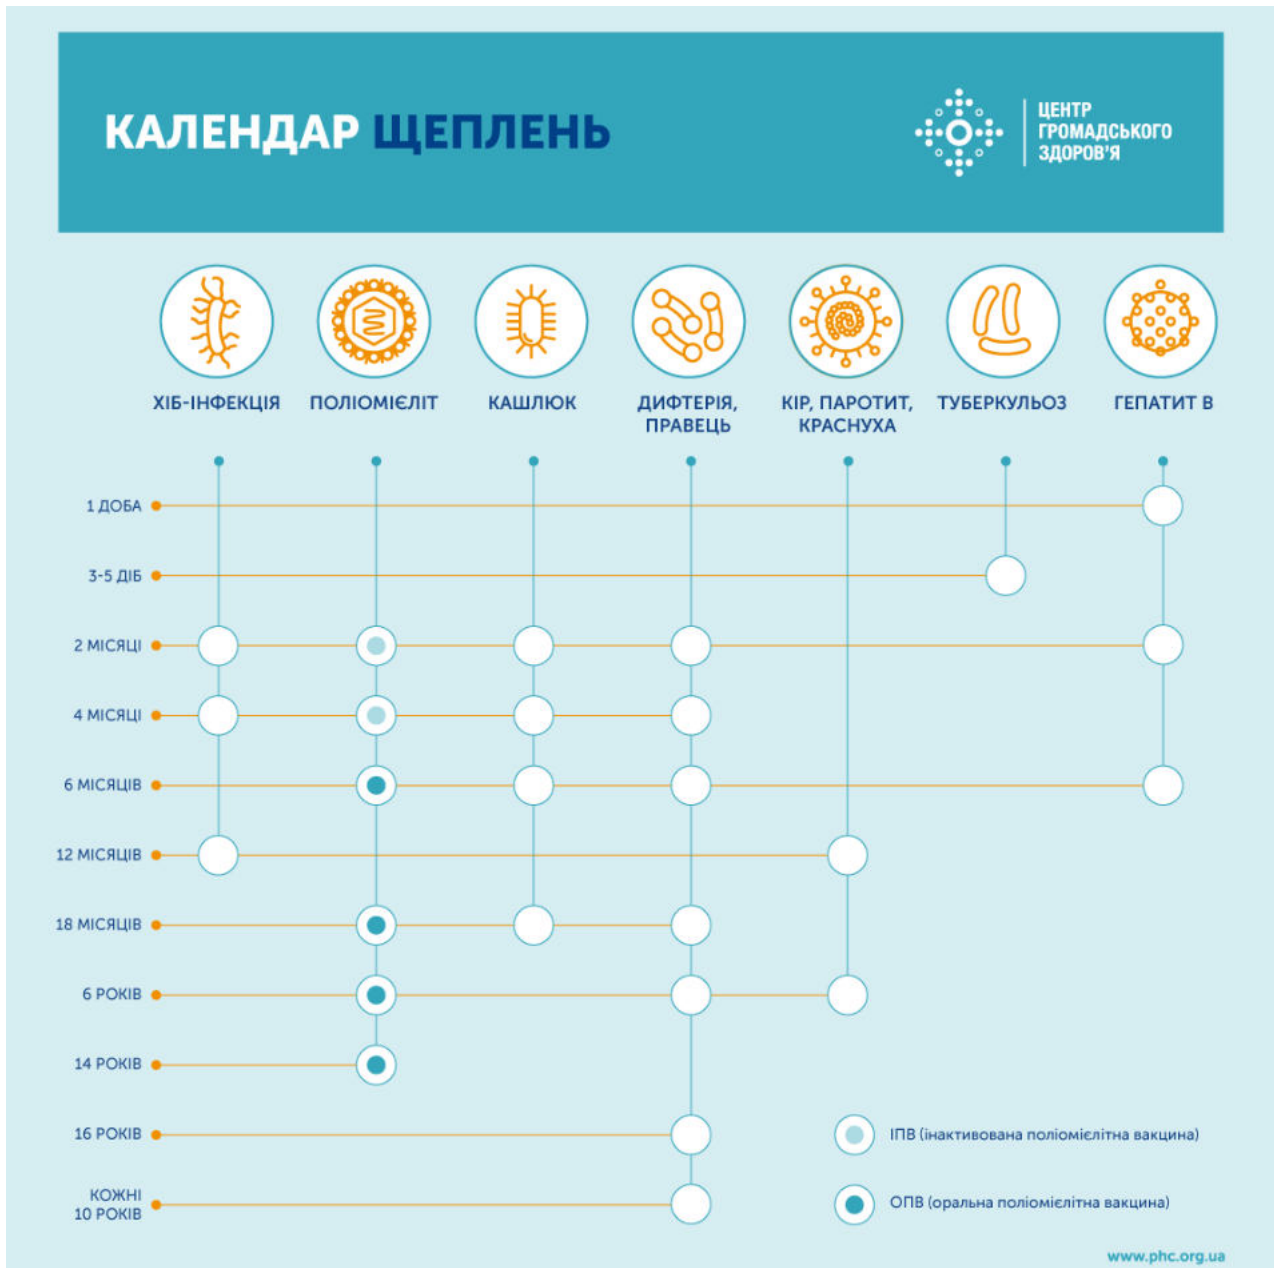 КАЛЕНДАР ЩЕПЛЕНЬ
ЦЕНТР
ГРОМАДСЬКОГО
ЗДОРОВ'Я
ХІБ-ІНФЕКЦІЯ
ПОЛІОМІЄЛІТ
КАШЛЮК
ДИФТЕРІЯ,
ПРАВЕЦЬ
КІР, ПАРОТИТ,
КРАСНУХА
ТУБЕРКУЛЬОЗ
ГЕПАТИТ В
1 ДОБА
3-5 ДІБ
2 МІСЯЦІ
4 МІСЯЦІ
6 МІСЯЦІВ
12 МІСЯЦІВ
18 МІСЯЦІВ
6 РОКІВ
14 РОКІВ
16 РОКІВ
ІПВ (інактивована поліомієлітна вакцина)
КОЖНІ
10 РОКІВ
ОПВ (оральна поліомієлітна вакцина)
www.phc.org.ua